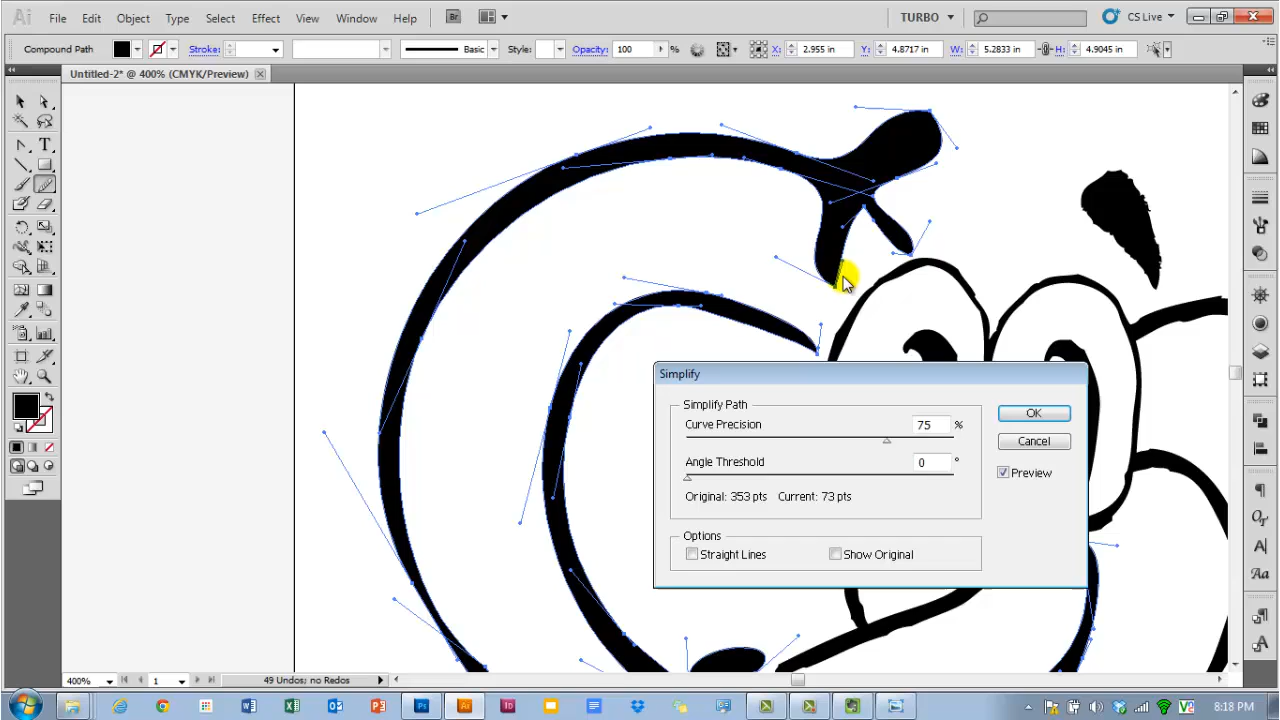 Ai File Edit Object Type Select Effect View Window Help Br TURBO CS Live
Compound Path Stroke: Basic Style: Opacity: 100 % X: 2.955 in Y: 4.8717 in W: 5.2833 in H: 4.9045 in
Untitled-2* @ 400% (CMYK/Preview)
Simplify
Simplify Path
Curve Precision 75 %
Angle Threshold 0 °
Original: 353 pts Current: 73 pts
Options
Straight Lines Show Original
OK
Cancel
Preview
400% 1 49 Undos; no Redos
8:18 PM